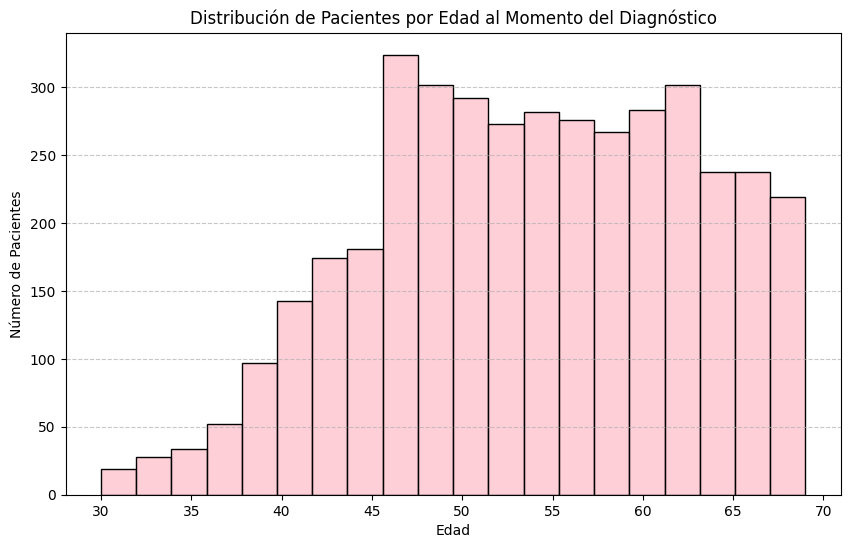 Distribución de Pacientes por Edad al Momento del Diagnóstico
Número de Pacientes
300
250
200
150
100
50
0
30 35 40 45 50 55 60 65 70
Edad